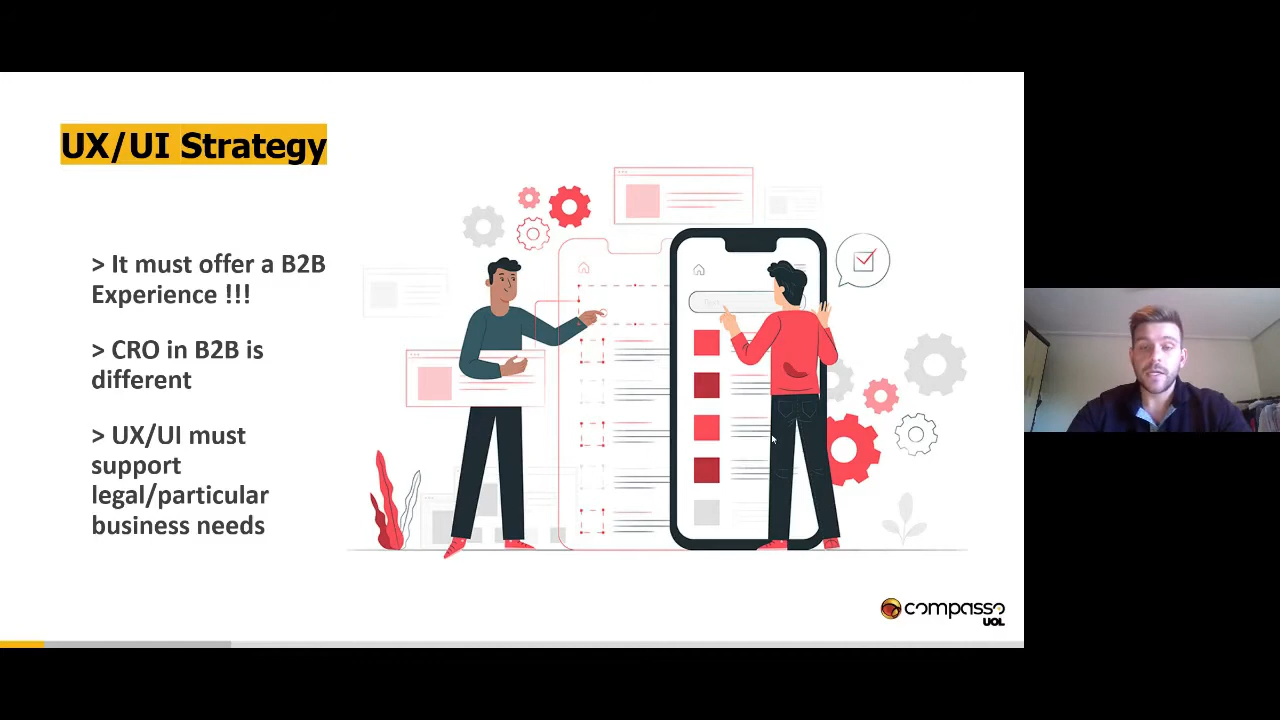 UX/UI Strategy
> It must offer a B2B
Experience !!!
> CRO in B2B is
different
> UX/UI must
support
legal/particular
business needs
compasso
UOL